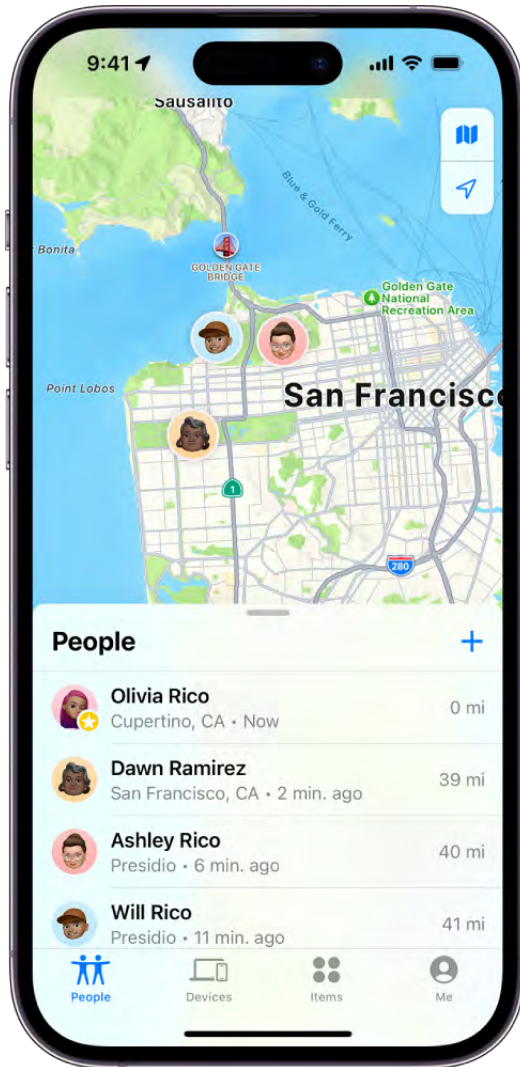 9:41
Sausalito
Blue & Gold Ferry
Bonita
GOLDEN GATE
BRIDGE
Golden Gate
National
Recreation Area
Point Lobos
San Francisco
1
280
People
Olivia Rico
Cupertino, CA • Now
0 mi
Dawn Ramirez
San Francisco, CA • 2 min. ago
39 mi
Ashley Rico
Presidio • 6 min. ago
40 mi
Will Rico
Presidio • 11 min. ago
41 mi
People
Devices
Items
Me